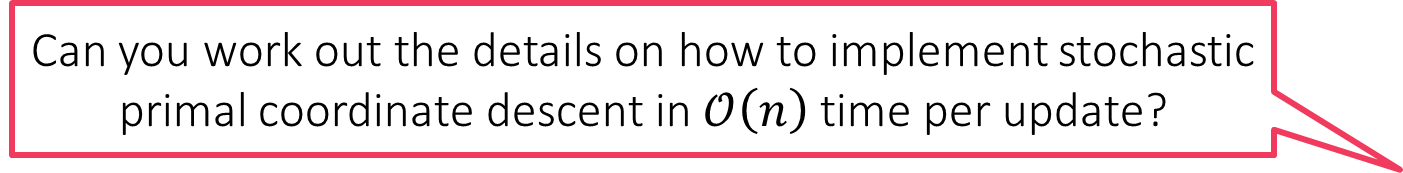 Can you work out the details on how to implement stochastic
primal coordinate descent in 𝒪(𝑛) time per update?